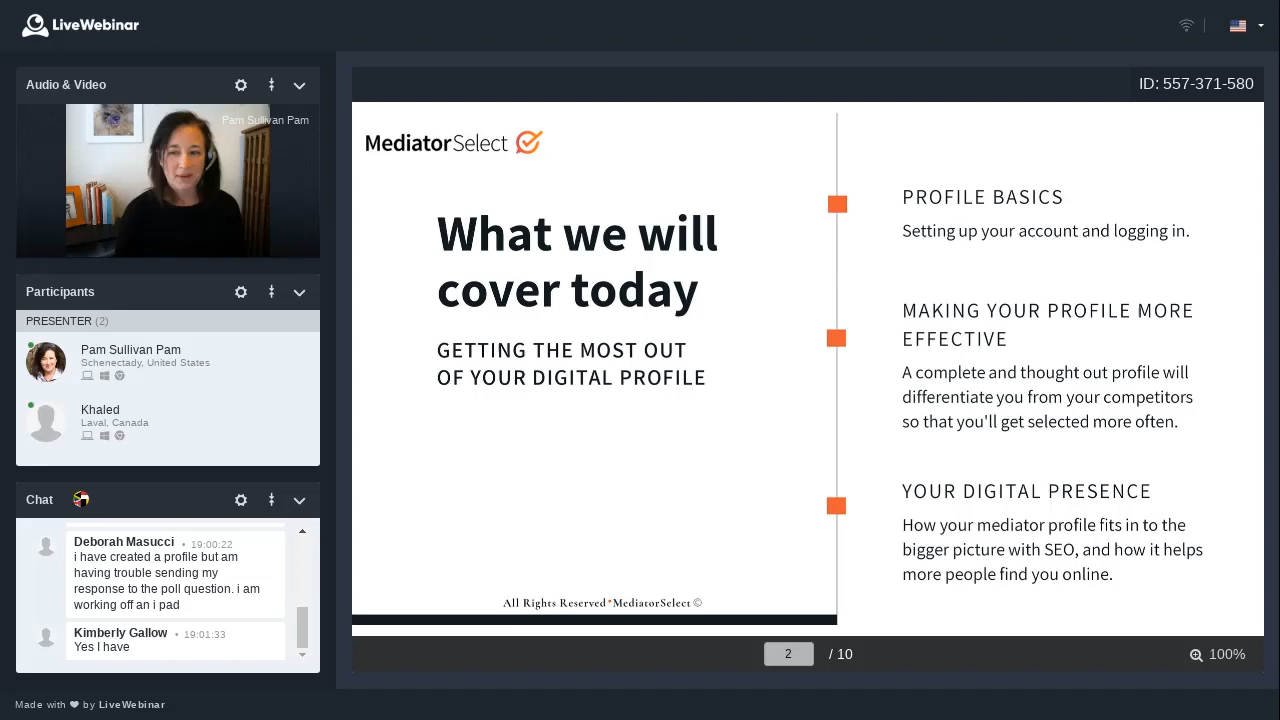 LiveWebinar
Audio & Video
Pam Sullivan Pam
Participants
PRESENTER (2)
Pam Sullivan Pam
Schenectady, United States
Khaled
Laval, Canada
Chat
Deborah Masucci • 19:00:22
i have created a profile but am
having trouble sending my
response to the poll question. i am
working off an i pad
Kimberly Gallow • 19:01:33
Yes I have
ID: 557-371-580
MediatorSelect
What we will
cover today
GETTING THE MOST OUT
OF YOUR DIGITAL PROFILE
All Rights Reserved*MediatorSelect ©
PROFILE BASICS
Setting up your account and logging in.
MAKING YOUR PROFILE MORE
EFFECTIVE
A complete and thought out profile will
differentiate you from your competitors
so that you'll get selected more often.
YOUR DIGITAL PRESENCE
How your mediator profile fits in to the
bigger picture with SEO, and how it helps
more people find you online.
2 / 10
100%
Made with ❤ by LiveWebinar